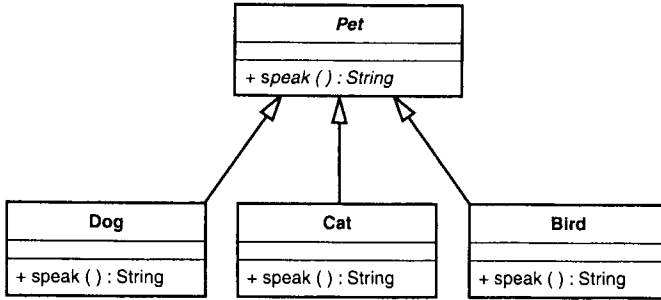 Pet
+ speak ( ) : String
Dog
+ speak ( ) : String
Cat
+ speak ( ) : String
Bird
+ speak ( ) : String